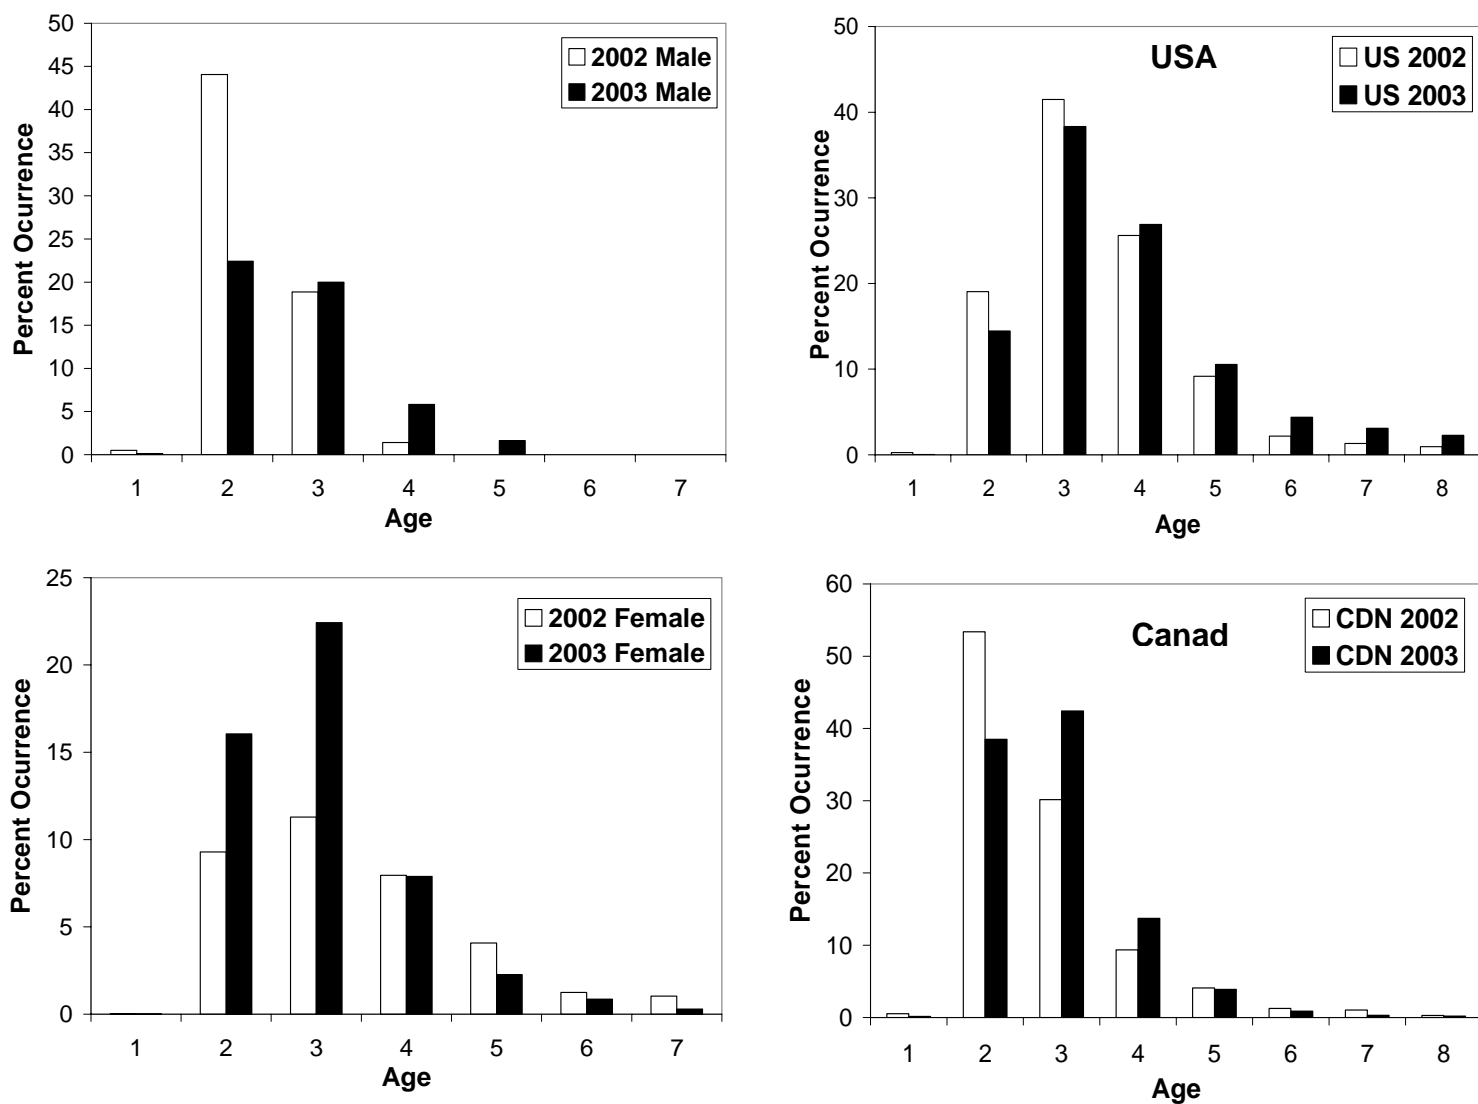 50
45
40
35
30
25
20
15
10
5
0
Percent Ocurrence
2002 Male
2003 Male
1 2 3 4 5 6 7
Age
50
40
30
20
10
0
Percent Ocurrence
USA
US 2002
US 2003
1 2 3 4 5 6 7 8
Age
25
20
15
10
5
0
Percent Ocurrence
2002 Female
2003 Female
1 2 3 4 5 6 7
Age
60
50
40
30
20
10
0
Percent Ocurrence
Canad
CDN 2002
CDN 2003
1 2 3 4 5 6 7 8
Age